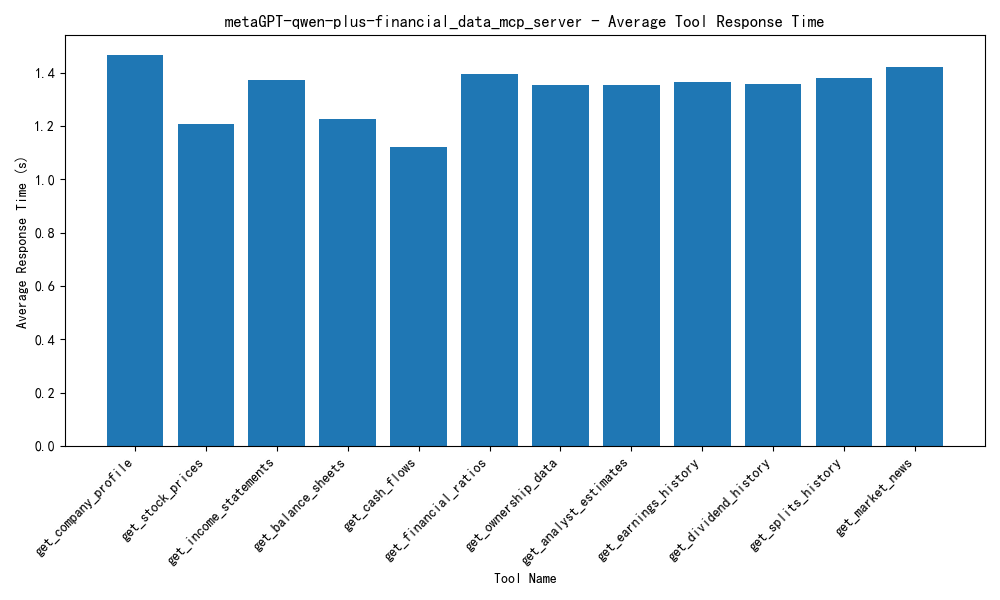 metaGPT-qwen-plus-financial_data_mcp_server - Average Tool Response Time
Average Response Time (s)
1.4
1.2
1.0
0.8
0.6
0.4
0.2
0.0
get_company_profile
get_stock_prices
get_income_statements
get_balance_sheets
get_cash_flows
get_financial_ratios
get_ownership_data
get_analyst_estimates
get_earnings_history
get_dividend_history
get_splits_history
get_market_news
Tool Name